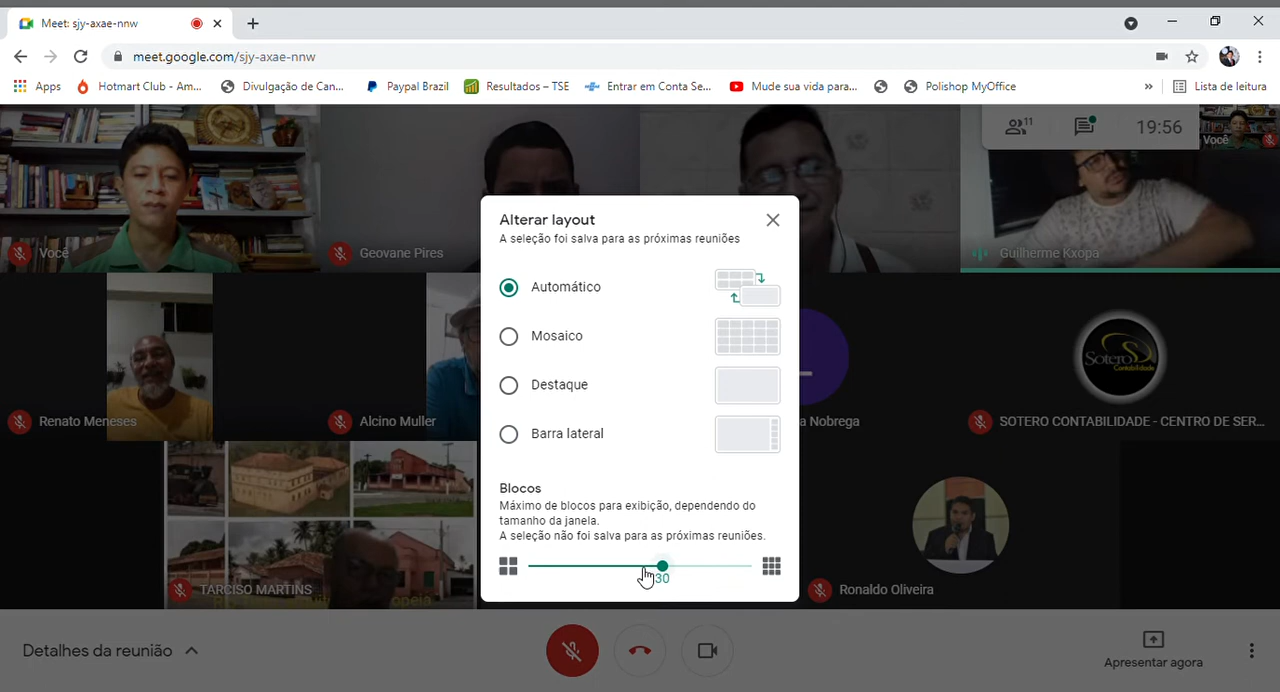 Meet: sjy-axae-nnw
meet.google.com/sjy-axae-nnw
Apps
Hotmart Club - Am...
Divulgação de Can...
Paypal Brazil
Resultados – TSE
Entrar em Conta Se...
Mude sua vida para...
Polishop MyOffice
»
Lista de leitura
11
19:56
Você
Você
Geovane Pires
Guilherme Kxopa
Alterar layout
A seleção foi salva para as próximas reuniões
Automático
Mosaico
Destaque
Barra lateral
Blocos
Máximo de blocos para exibição, dependendo do
tamanho da janela.
A seleção não foi salva para as próximas reuniões.
30
Renato Meneses
Alcino Muller
a Nobrega
Sotero
Contabilidade
SOTERO CONTABILIDADE - CENTRO DE SER...
TARCISO MARTINS
Ronaldo Oliveira
Detalhes da reunião
Apresentar agora